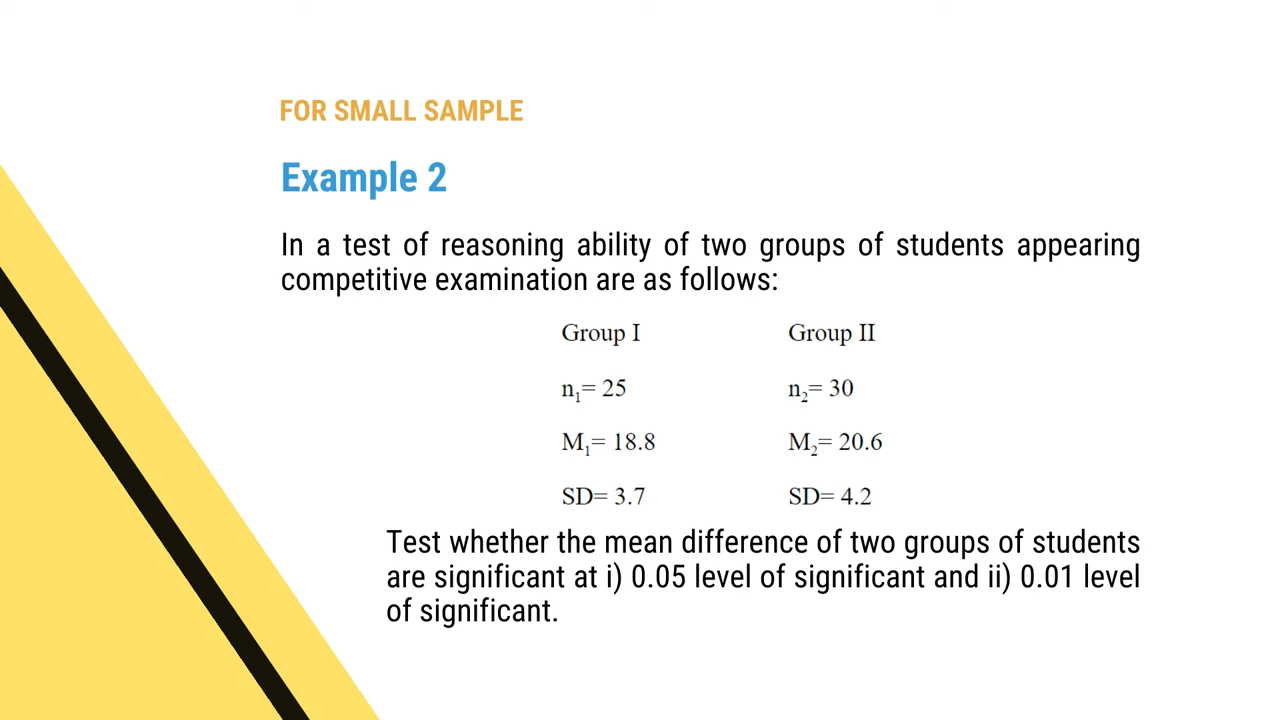 FOR SMALL SAMPLE
Example 2
In a test of reasoning ability of two groups of students appearing
competitive examination are as follows:
Group I Group II
n₁= 25 n₂= 30
M₁= 18.8 M₂= 20.6
SD= 3.7 SD= 4.2
Test whether the mean difference of two groups of students
are significant at i) 0.05 level of significant and ii) 0.01 level
of significant.